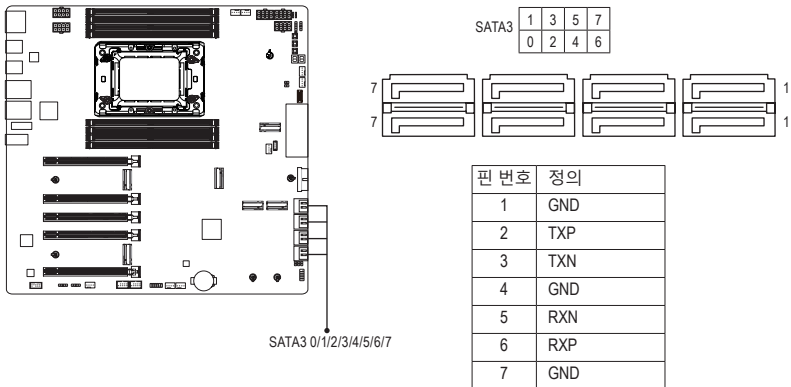 SATA3
1 3 5 7
0 2 4 6
7 1
7 1
SATA3 0/1/2/3/4/5/6/7
핀 번호 정의
1 GND
2 TXP
3 TXN
4 GND
5 RXN
6 RXP
7 GND